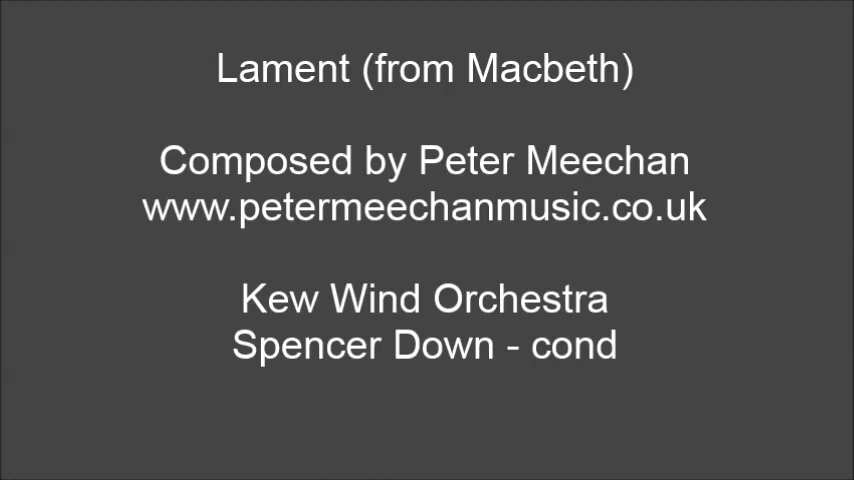 Lament (from Macbeth)
Composed by Peter Meechan
www.petermeechanmusic.co.uk
Kew Wind Orchestra
Spencer Down - cond